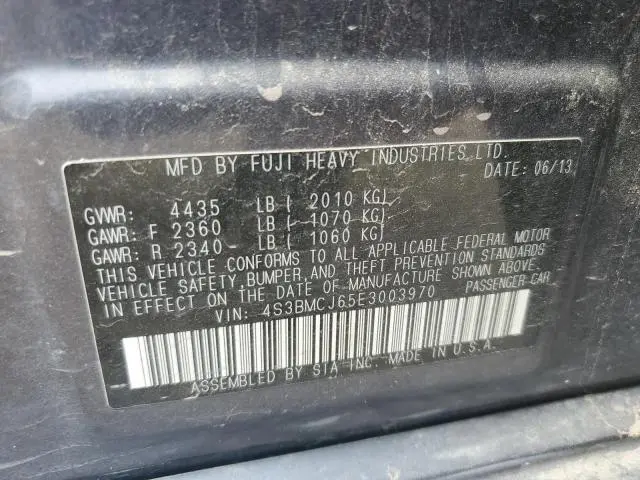 MFD BY FUJI HEAVY INDUSTRIES LTD.
DATE: 06/13
GVWR: 4435 LB ( 2010 KG)
GAWR: F 2360 LB ( 1070 KG)
GAWR: R 2340 LB ( 1060 KG)
THIS VEHICLE CONFORMS TO ALL APPLICABLE FEDERAL MOTOR
VEHICLE SAFETY, BUMPER, AND THEFT PREVENTION STANDARDS
IN EFFECT ON THE DATE OF MANUFACTURE SHOWN ABOVE
VIN: 4S3BMCJ65E3003970 PASSENGER CAR
ASSEMBLED BY SIA INC. MADE IN U.S.A.